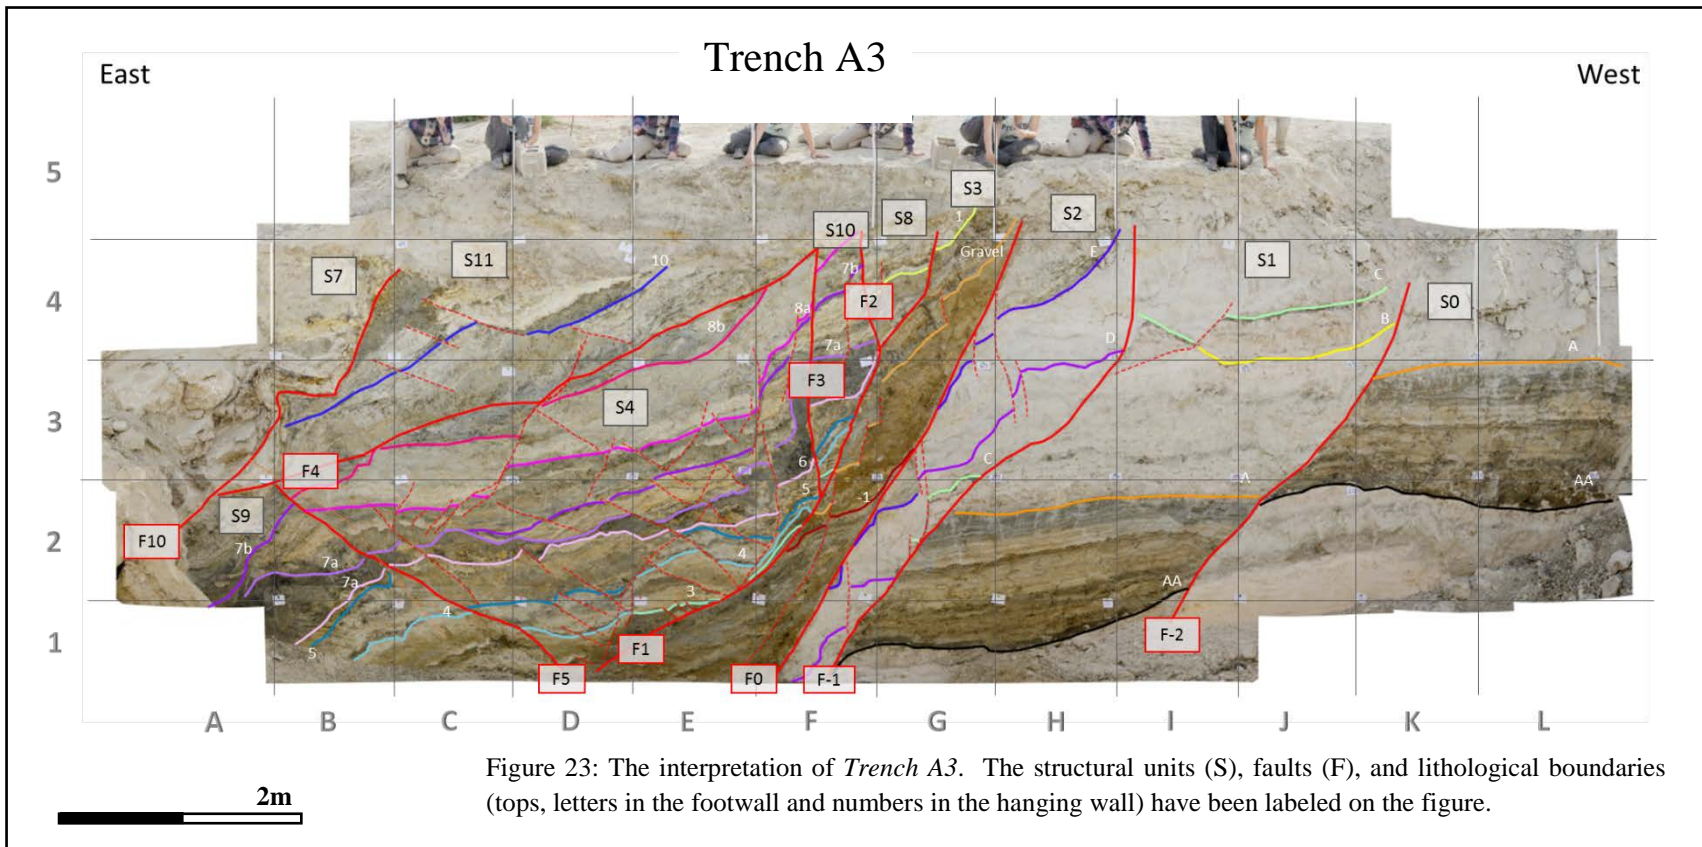 Trench A3
East
West
5
S3
S8
S2
1
S10
E
Gravel
S11
10
S1
S7
7b
C
4
F2
8a
S0
8b
B
7a
D
A
F3
S4
3
6
C
F4
A
AA
5
-1
S9
F10
2
7b
4
7a
7a
AA
3
4
F-2
1
F1
5
F5
F0
F-1
A B C D E F G H I J K L
Figure 23: The interpretation of Trench A3. The structural units (S), faults (F), and lithological boundaries
(tops, letters in the footwall and numbers in the hanging wall) have been labeled on the figure.
2m